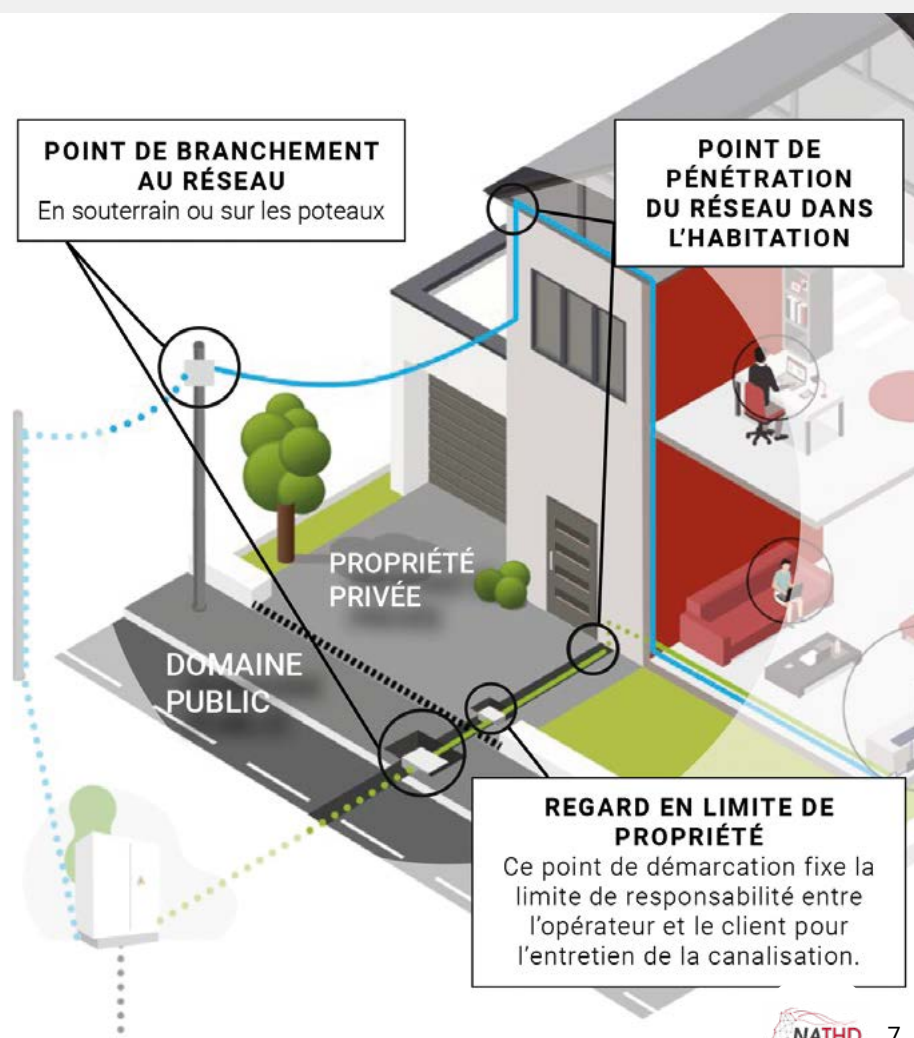 POINT DE BRANCHEMENT
AU RÉSEAU
En souterrain ou sur les poteaux
POINT DE
PÉNÉTRATION
DU RÉSEAU DANS
L'HABITATION
PROPRIÉTÉ
PRIVÉE
DOMAINE
PUBLIC
REGARD EN LIMITE DE
PROPRIÉTÉ
Ce point de démarcation fixe la
limite de responsabilité entre
l'opérateur et le client pour
l'entretien de la canalisation.
NATHD
7